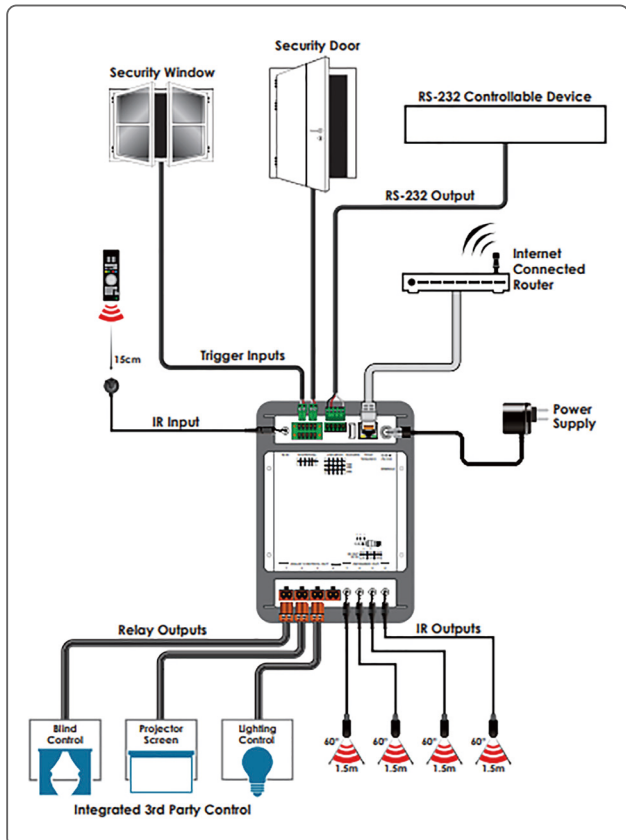 Security Door
Security Window
RS-232 Controllable Device
RS-232 Output
Internet
Connected
Router
15cm
Trigger Inputs
IR Input
Power
Supply
Relay Outputs
IR Outputs
Blind
Control
Projector
Screen
Lighting
Control
60°
1.5m
60°
1.5m
60°
1.5m
60°
1.5m
Integrated 3rd Party Control